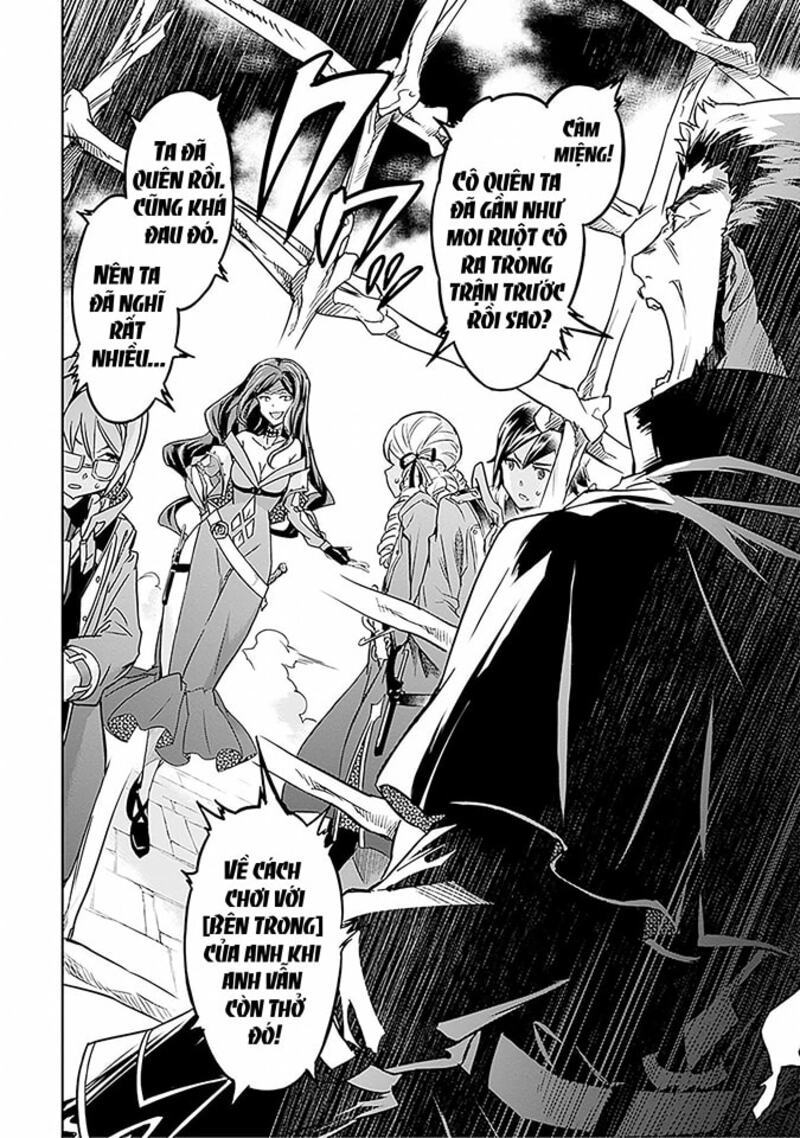 CÂM
MIỆNG!
CÔ QUÊN TA
ĐÃ GẦN NHƯ
MOI RUỘT CÔ
RA TRONG
TRẬN TRƯỚC
RỒI SAO?
TA ĐÃ
QUÊN RỒI.
CŨNG KHÁ
ĐAU ĐÓ.
NÊN TA
ĐÃ NGHĨ
RẤT
NHIỀU...
VỀ CÁCH
CHƠI VỚI
[BÊN TRONG]
CỦA ANH KHI
ANH VẪN
CÒN THỞ
ĐÓ!